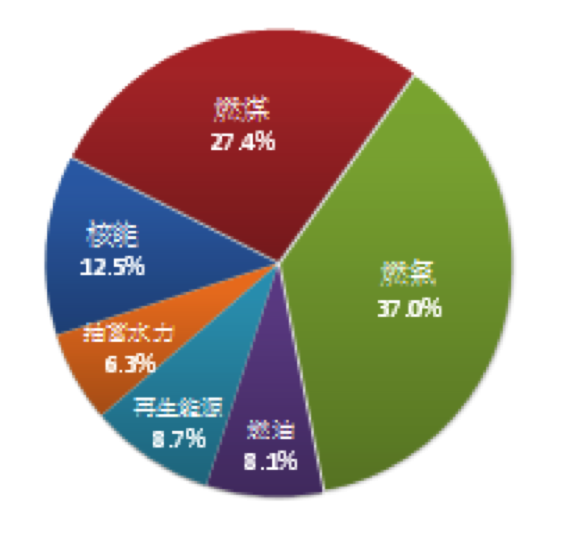 燃煤
27.4%
燃氣
37.0%
核能
12.5%
抽蓄水力
6.3%
再生能源
8.7%
燃油
8.1%